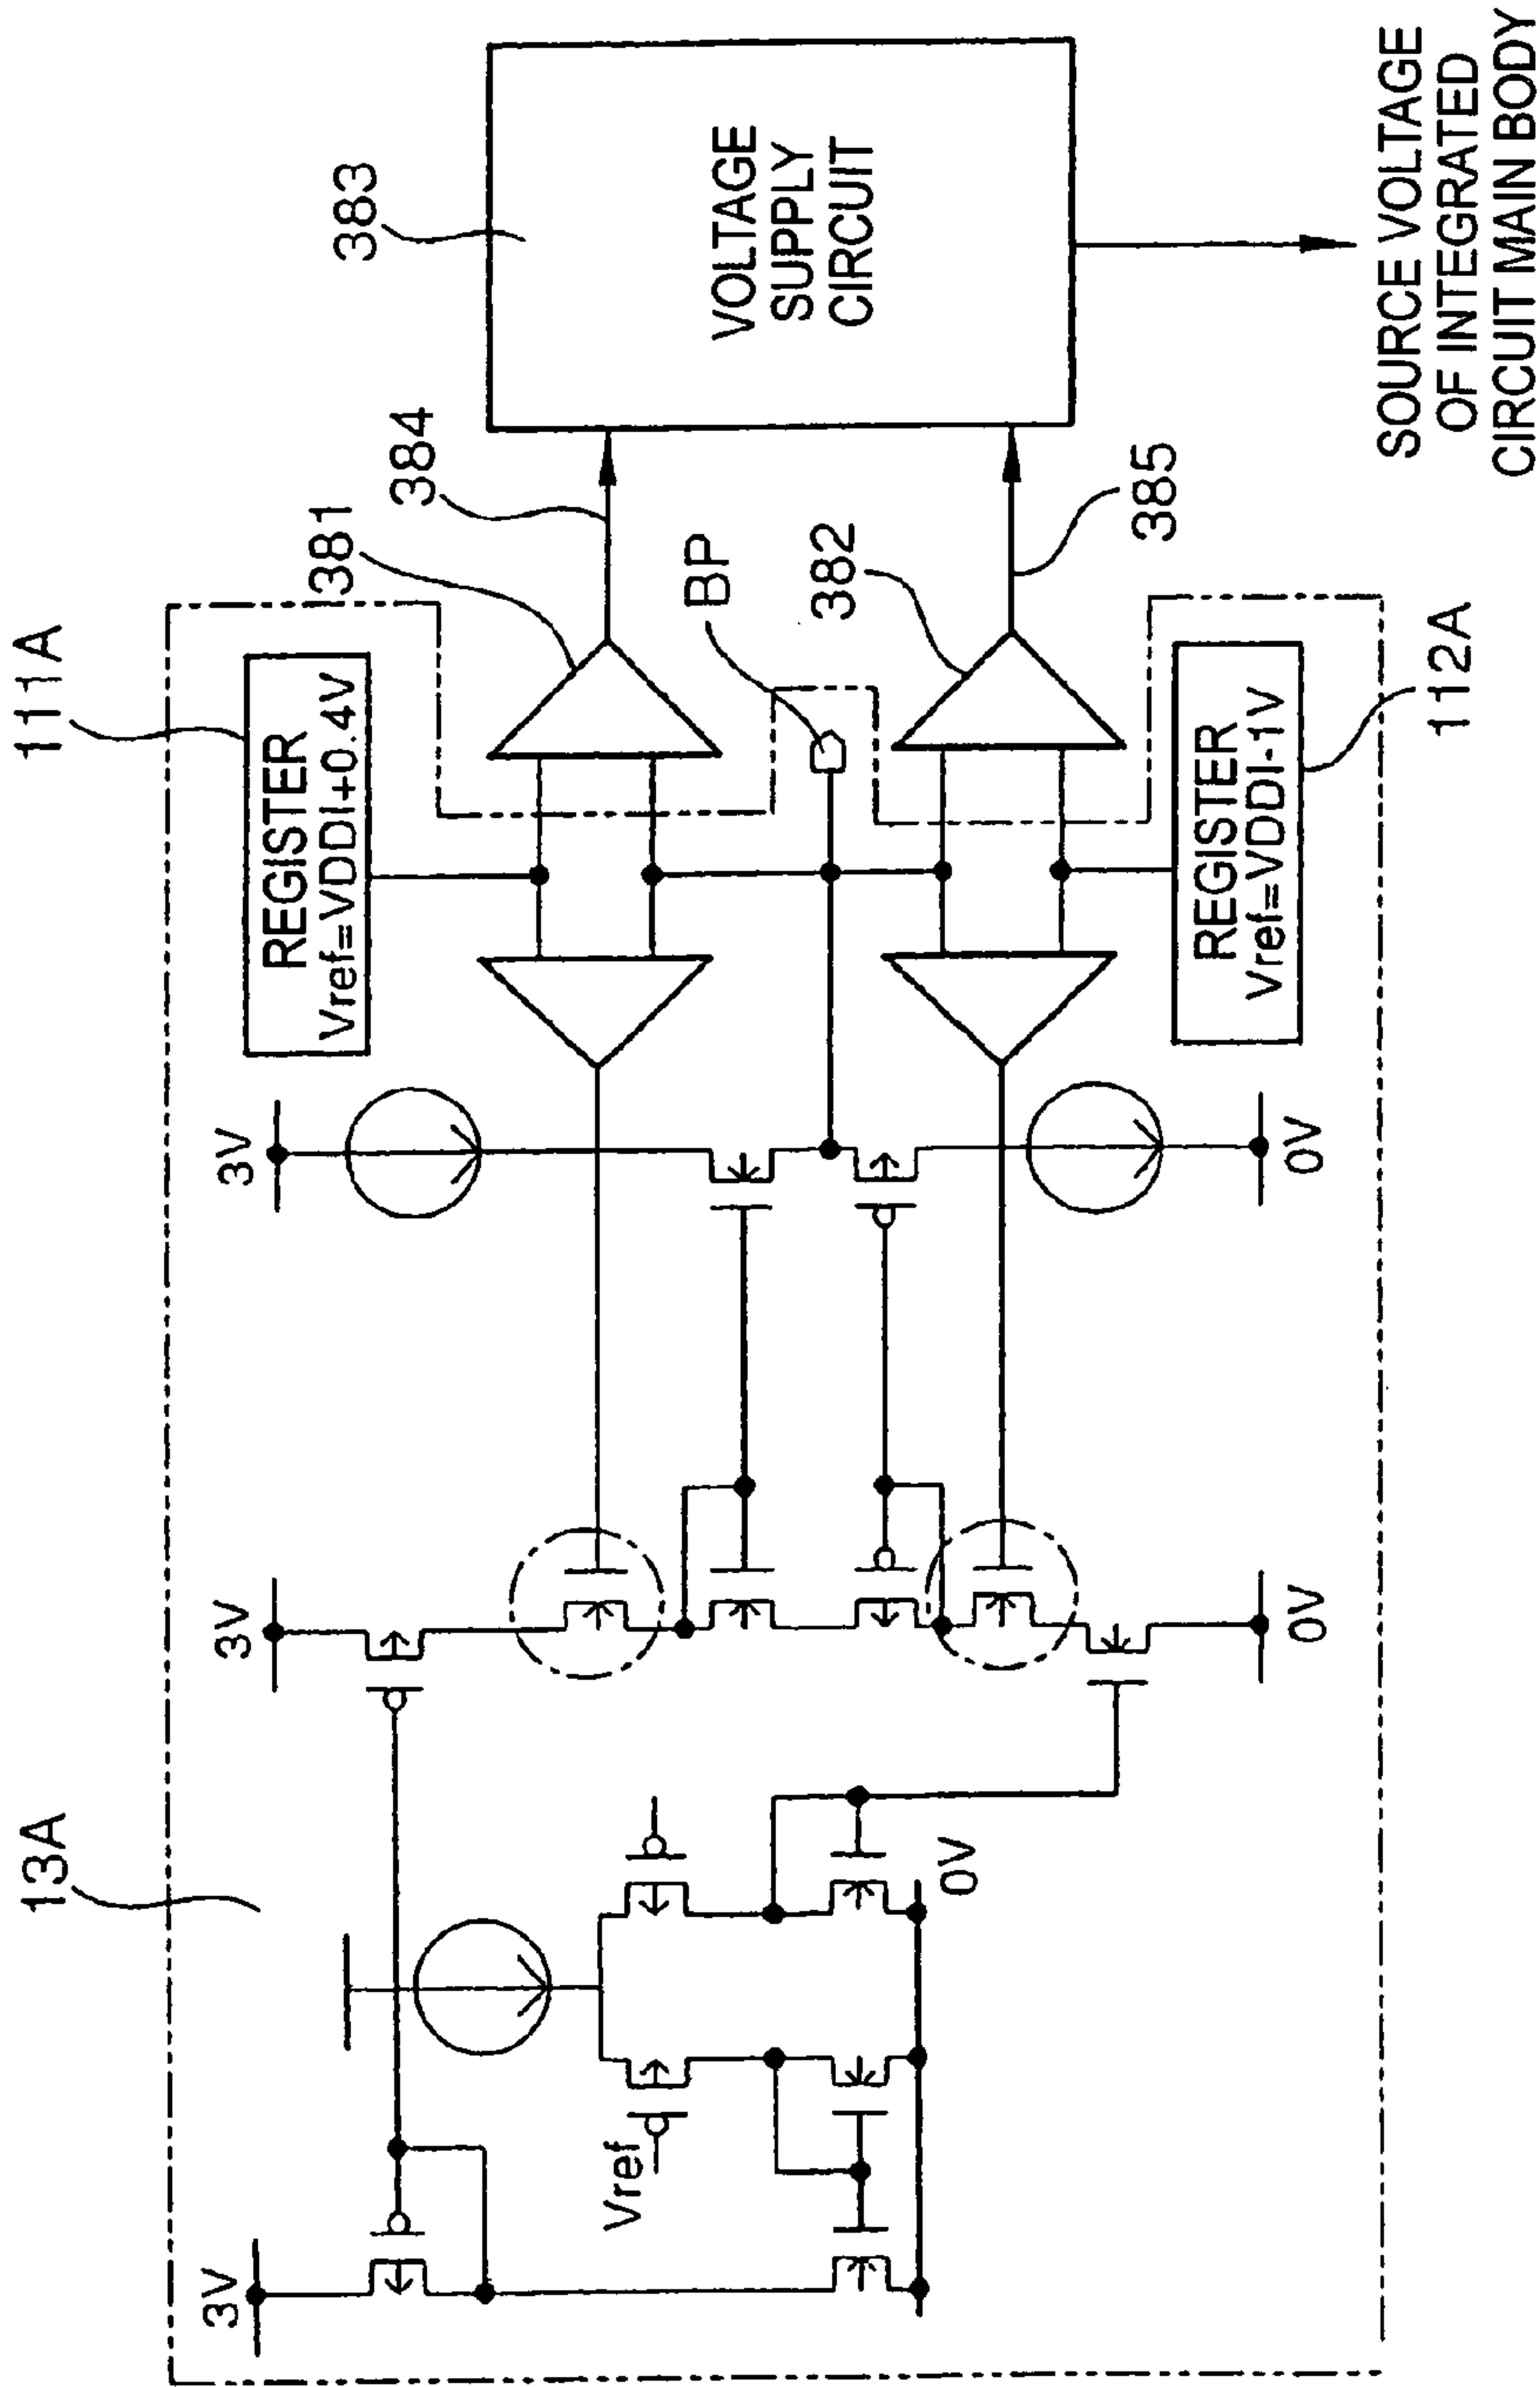 13A
111A
REGISTER
Vref=VDDI+0.4V
381
384
383
VOLTAGE
SUPPLY
CIRCUIT
3V
3V
3V
BP
Vref
0V
382
385
0V
0V
REGISTER
Vref=VDDI-1V
112A
SOURCE VOLTAGE
OF INTEGRATED
CIRCUIT MAIN BODY